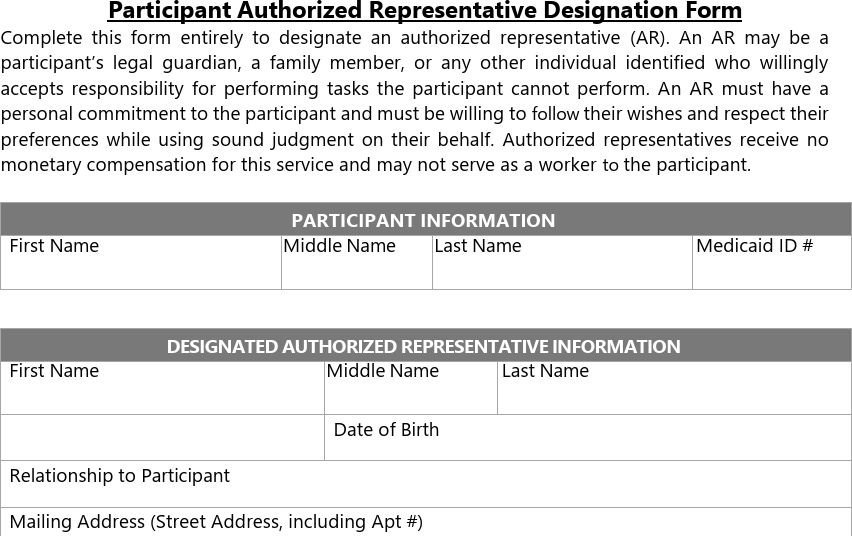 Participant Authorized Representative Designation Form
Complete this form entirely to designate an authorized representative (AR). An AR may be a
participant’s legal guardian, a family member, or any other individual identified who willingly
accepts responsibility for performing tasks the participant cannot perform. An AR must have a
personal commitment to the participant and must be willing to follow their wishes and respect their
preferences while using sound judgment on their behalf. Authorized representatives receive no
monetary compensation for this service and may not serve as a worker to the participant.
PARTICIPANT INFORMATION
First Name Middle Name Last Name Medicaid ID #
DESIGNATED AUTHORIZED REPRESENTATIVE INFORMATION
First Name Middle Name Last Name
Date of Birth
Relationship to Participant
Mailing Address (Street Address, including Apt #)